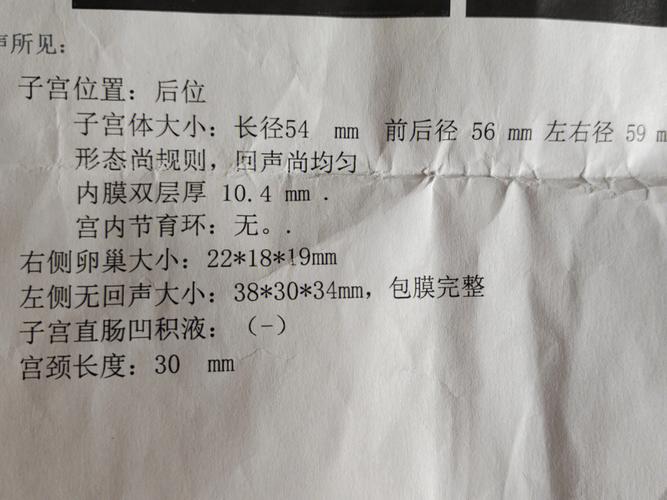 声所见：
子宫位置：后位
子宫体大小：长径54 mm 前后径 56 mm 左右径 59 m
形态尚规则，回声尚均匀
内膜双层厚 10.4 mm .
宫内节育环：无。.
右侧卵巢大小：22*18*19mm
左侧无回声大小：38*30*34mm，包膜完整
子宫直肠凹积液：（-）
宫颈长度：30 mm